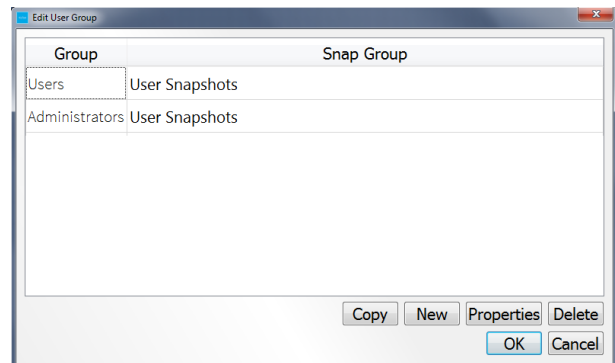 Edit User Group
Group Snap Group
Users User Snapshots
Administrators User Snapshots
Copy New Properties Delete
OK Cancel